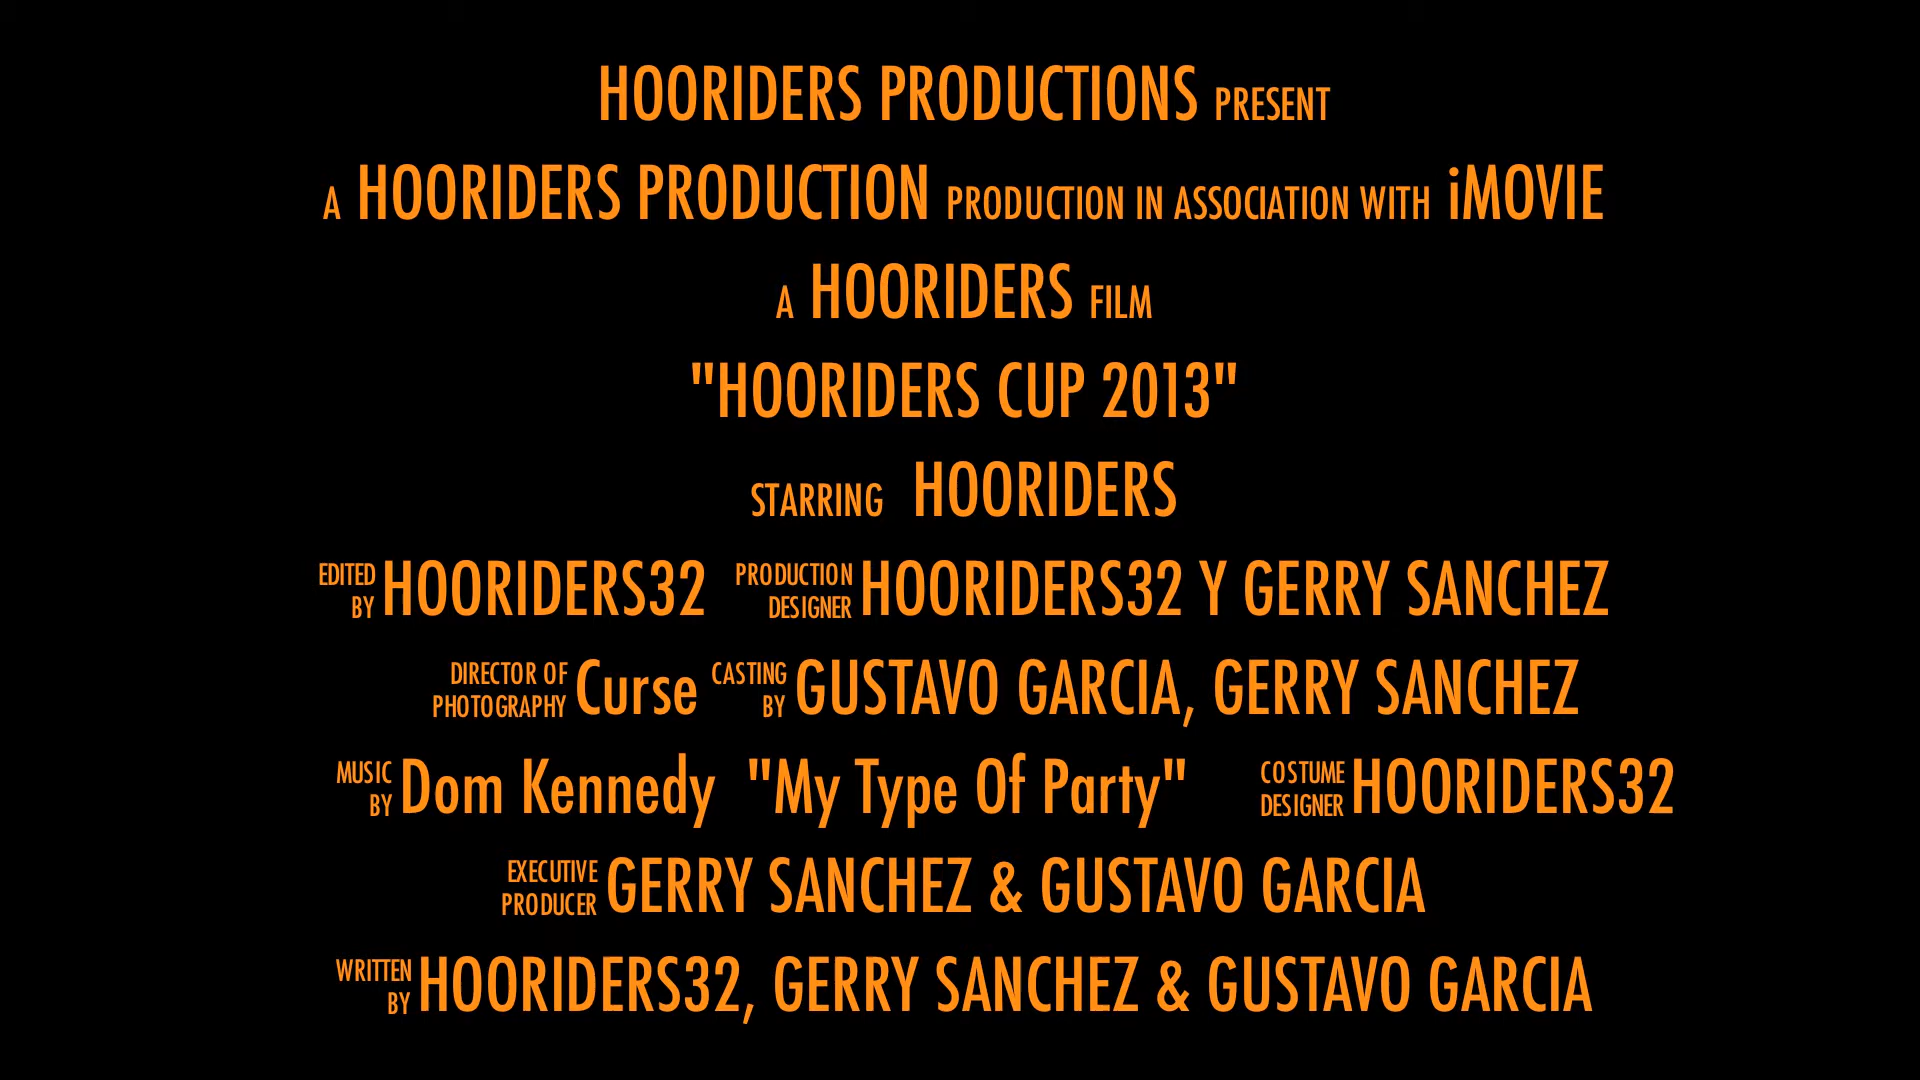 HOORIDERS PRODUCTIONS PRESENT
A HOORIDERS PRODUCTION PRODUCTION IN ASSOCIATION WITH iMOVIE
A HOORIDERS FILM
"HOORIDERS CUP 2013"
STARRING HOORIDERS
EDITED BY HOORIDERS32 PRODUCTION DESIGNER HOORIDERS32 Y GERRY SANCHEZ
DIRECTOR OF PHOTOGRAPHY Curse CASTING BY GUSTAVO GARCIA, GERRY SANCHEZ
MUSIC BY Dom Kennedy "My Type Of Party" COSTUME DESIGNER HOORIDERS32
EXECUTIVE PRODUCER GERRY SANCHEZ & GUSTAVO GARCIA
WRITTEN BY HOORIDERS32, GERRY SANCHEZ & GUSTAVO GARCIA